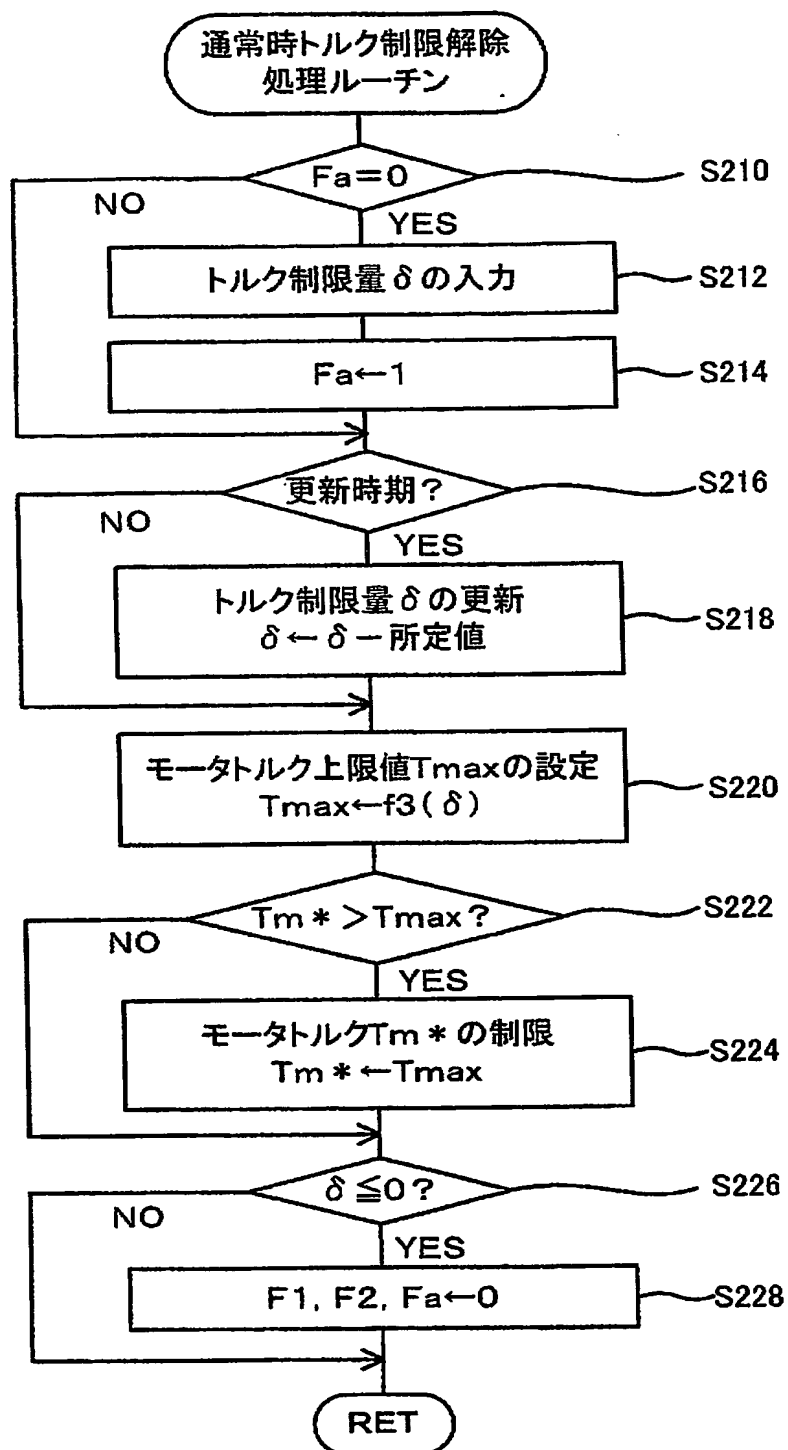 通常時トルク制限解除
処理ルーチン
Fa=0
S210
NO
YES
トルク制限量δの入力
S212
Fa←1
S214
更新時期?
S216
NO
YES
トルク制限量δの更新
δ←δ-所定値
S218
モータトルク上限値Tmaxの設定
Tmax←f3(δ)
S220
Tm*>Tmax?
S222
NO
YES
モータトルクTm*の制限
Tm*←Tmax
S224
δ≦0?
S226
NO
YES
F1, F2, Fa←0
S228
RET